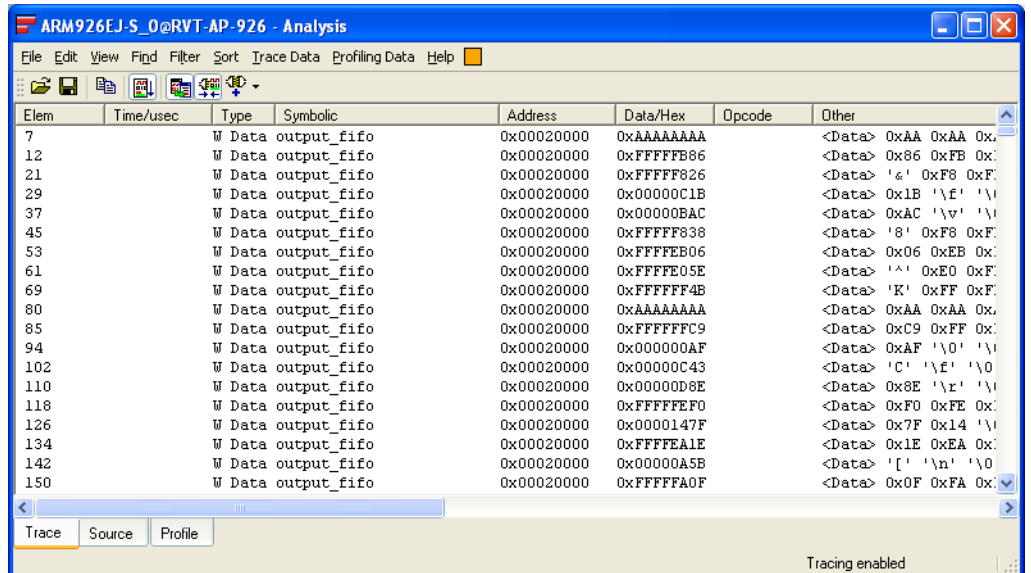 ARM926EJ-S_0@RVT-AP-926 - Analysis
File Edit View Find Filter Sort Trace Data Profiling Data Help
Elem Time/usec Type Symbolic Address Data/Hex Opcode Other
7 W Data output_fifo 0x00020000 0xAAAAAAAA <Data> 0xAA 0xAA
12 W Data output_fifo 0x00020000 0xFFFFFB86 <Data> 0x86 0xFB
21 W Data output_fifo 0x00020000 0xFFFFF826 <Data> '&' 0xF8
29 W Data output_fifo 0x00020000 0x00000C1B <Data> 0x1B '\f'
37 W Data output_fifo 0x00020000 0x00000BAC <Data> 0xAC '\v'
45 W Data output_fifo 0x00020000 0xFFFFF838 <Data> '8' 0xF8
53 W Data output_fifo 0x00020000 0xFFFFEB06 <Data> 0x06 0xEB
61 W Data output_fifo 0x00020000 0xFFFFE05E <Data> '^' 0xE0
69 W Data output_fifo 0x00020000 0xFFFFFF4B <Data> 'K' 0xFF
80 W Data output_fifo 0x00020000 0xAAAAAAAA <Data> 0xAA 0xAA
85 W Data output_fifo 0x00020000 0xFFFFFFC9 <Data> 0xC9 0xFF
94 W Data output_fifo 0x00020000 0x000000AF <Data> 0xAF '\0'
102 W Data output_fifo 0x00020000 0x00000C43 <Data> 'C' '\f' '\0
110 W Data output_fifo 0x00020000 0x00000D8E <Data> 0x8E '\r'
118 W Data output_fifo 0x00020000 0xFFFFFEF0 <Data> 0xF0 0xFE
126 W Data output_fifo 0x00020000 0x0000147F <Data> 0x7F 0x14
134 W Data output_fifo 0x00020000 0xFFFFEA1E <Data> 0x1E 0xEA
142 W Data output_fifo 0x00020000 0x00000A5B <Data> '[' '\n' '\0
150 W Data output_fifo 0x00020000 0xFFFFFA0F <Data> 0x0F 0xFA
Trace Source Profile
Tracing enabled